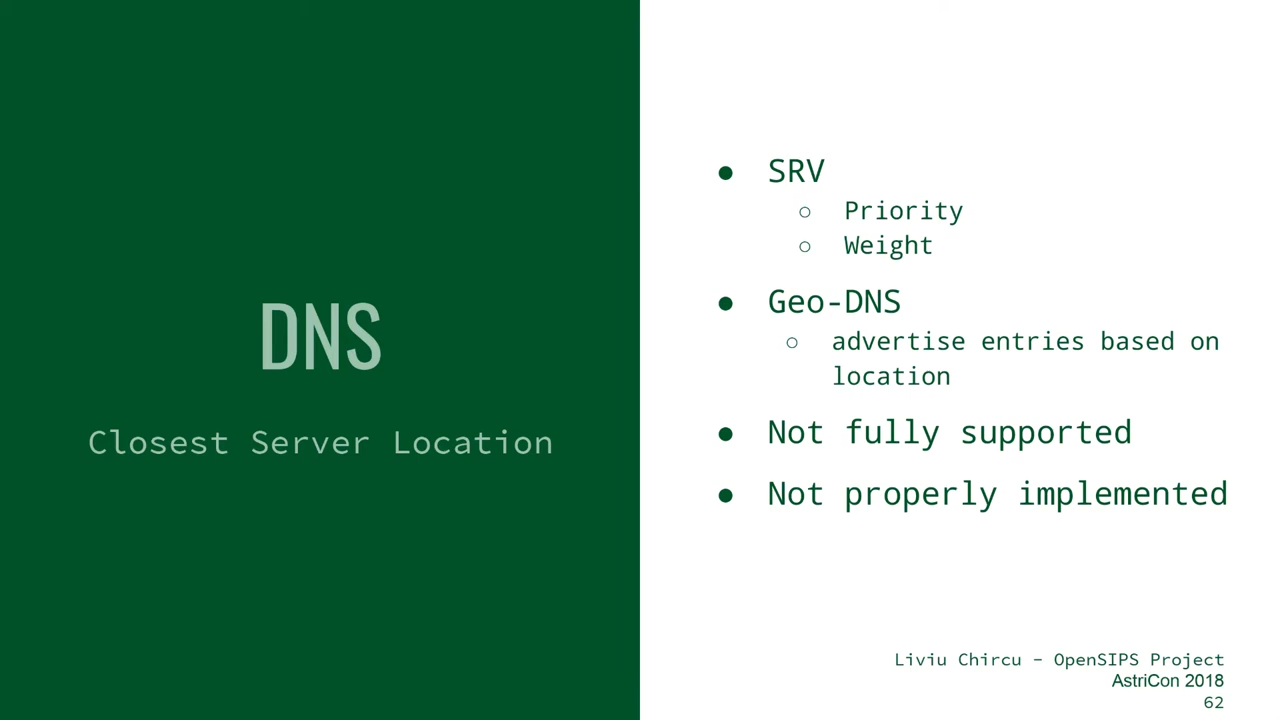 DNS
Closest Server Location
● SRV
○ Priority
○ Weight
● Geo-DNS
○ advertise entries based on
location
● Not fully supported
● Not properly implemented
Liviu Chircu – OpenSIPS Project
AstriCon 2018
62